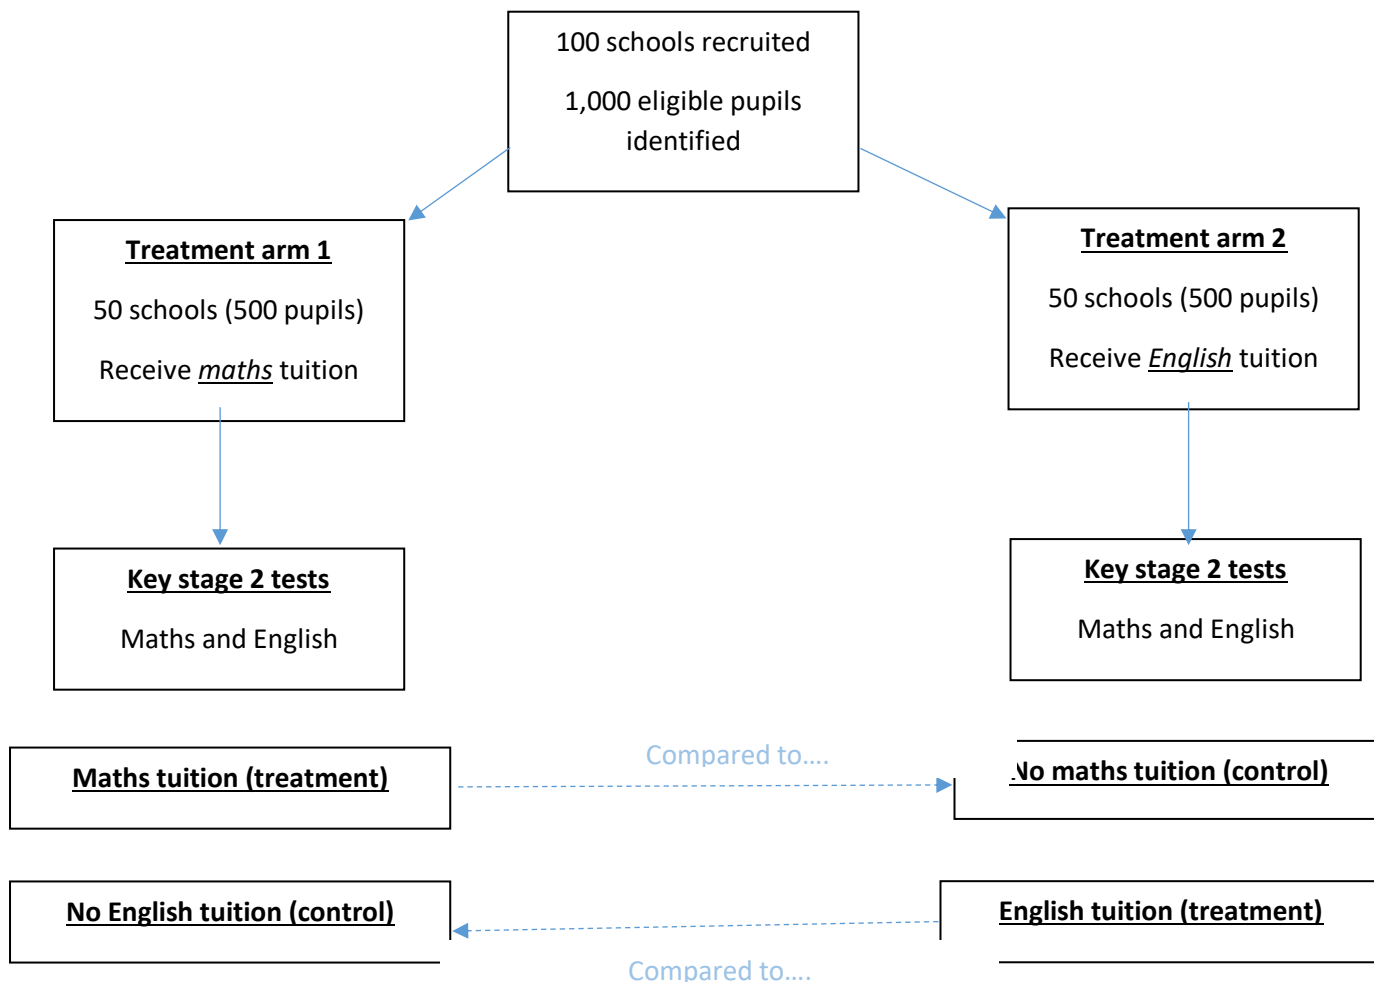 100 schools recruited
1,000 eligible pupils
identified
Treatment arm 1
50 schools (500 pupils)
Receive maths tuition
Treatment arm 2
50 schools (500 pupils)
Receive English tuition
Key stage 2 tests
Maths and English
Key stage 2 tests
Maths and English
Maths tuition (treatment)
Compared to....
No maths tuition (control)
No English tuition (control)
English tuition (treatment)
Compared to....